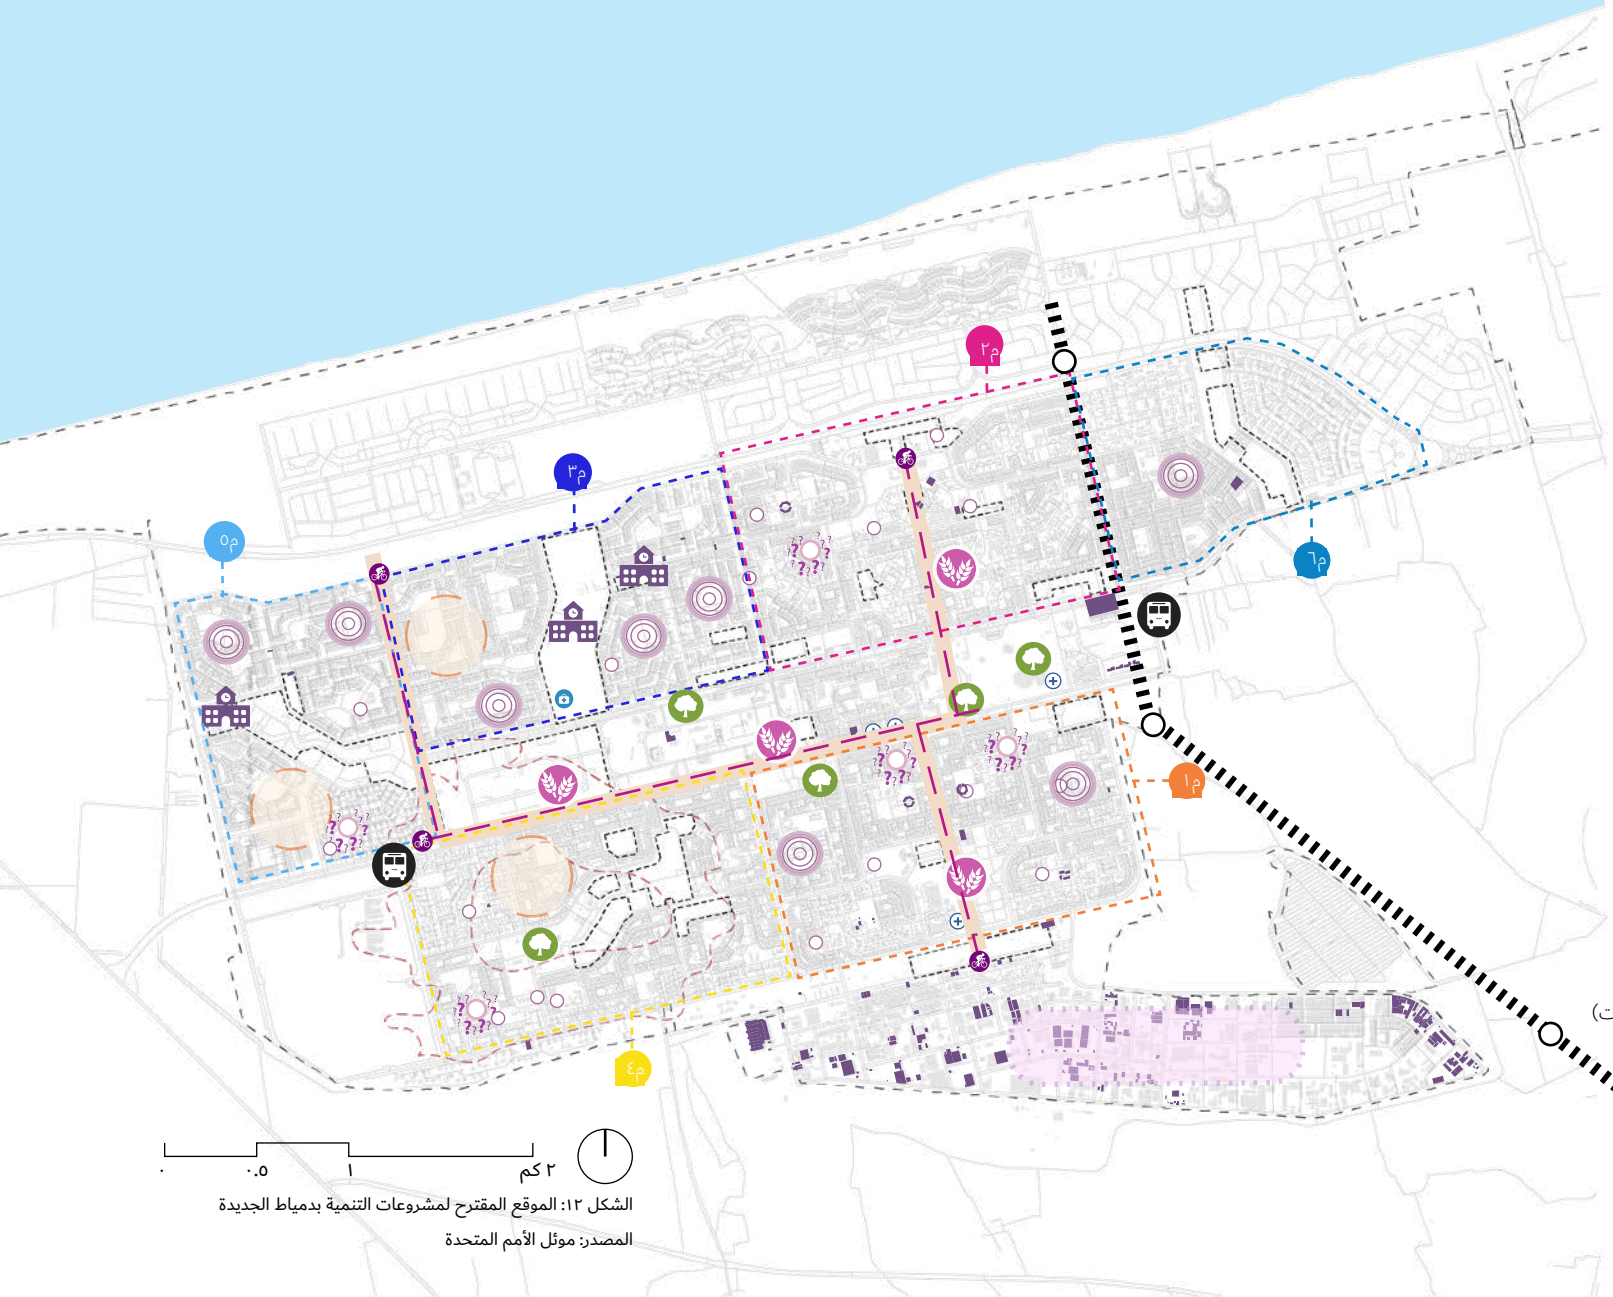 م٢
م٣
م٥
م٦
م١
ت)
م٤
٠ ٠.٥ ١ ٢ كم
الشكل ١٢: الموقع المقترح لمشروعات التنمية بدمياط الجديدة
المصدر: موئل الأمم المتحدة